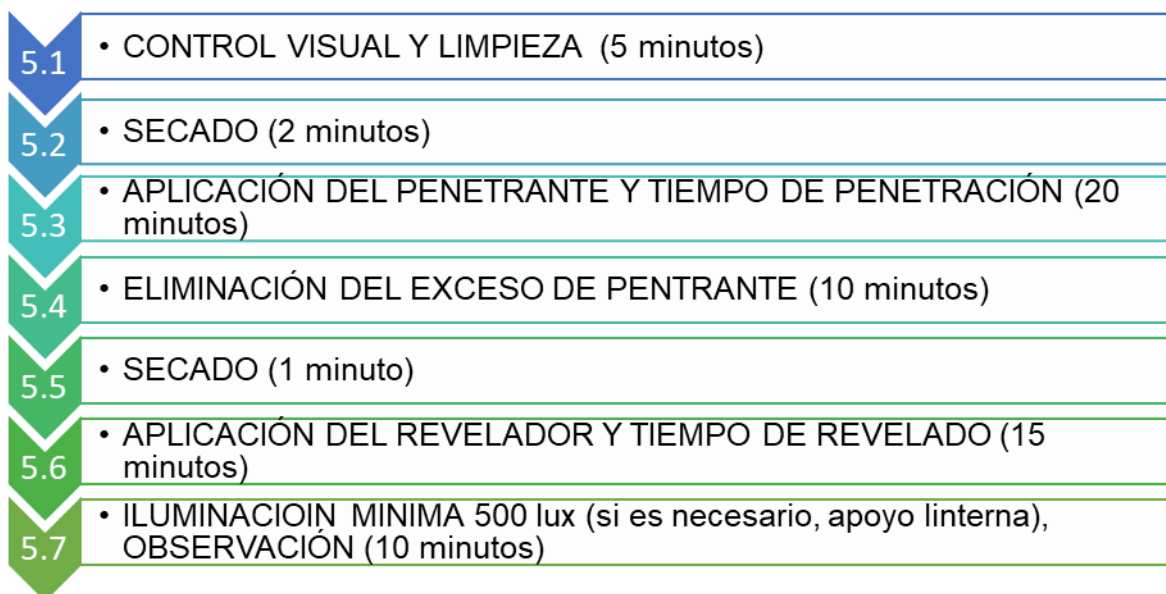 5.1
• CONTROL VISUAL Y LIMPIEZA (5 minutos)
5.2
• SECADO (2 minutos)
5.3
• APLICACIÓN DEL PENETRANTE Y TIEMPO DE PENETRACIÓN (20
minutos)
5.4
• ELIMINACIÓN DEL EXCESO DE PENTRANTE (10 minutos)
5.5
• SECADO (1 minuto)
5.6
• APLICACIÓN DEL REVELADOR Y TIEMPO DE REVELADO (15
minutos)
5.7
• ILUMINACIOIN MINIMA 500 lux (si es necesario, apoyo linterna),
OBSERVACIÓN (10 minutos)